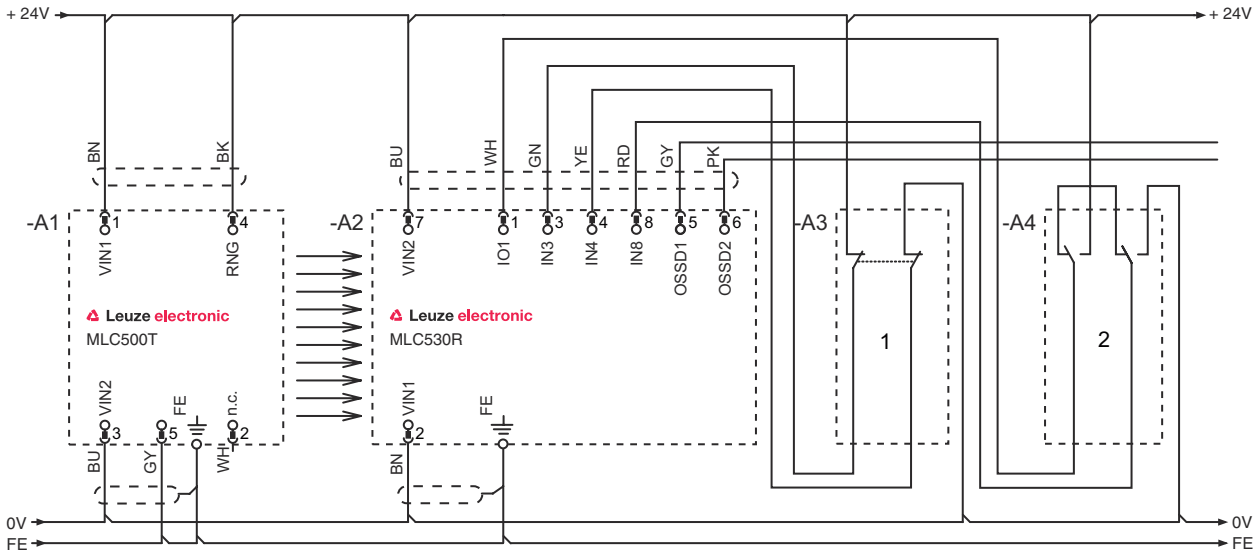 + 24V
+ 24V
BN
BK
BU
WH
GN
YE
RD
GY
PK
-A1
1
4
-A2
7
1
3
4
8
5
6
-A3
-A4
VIN1
RNG
VIN2
IO1
IN3
IN4
IN8
OSSD1
OSSD2
Leuze electronic
MLC500T
Leuze electronic
MLC530R
1
2
VIN2
FE
n.c.
VIN1
FE
3
5
2
2
BU
GY
WH
BN
0V
0V
FE
FE